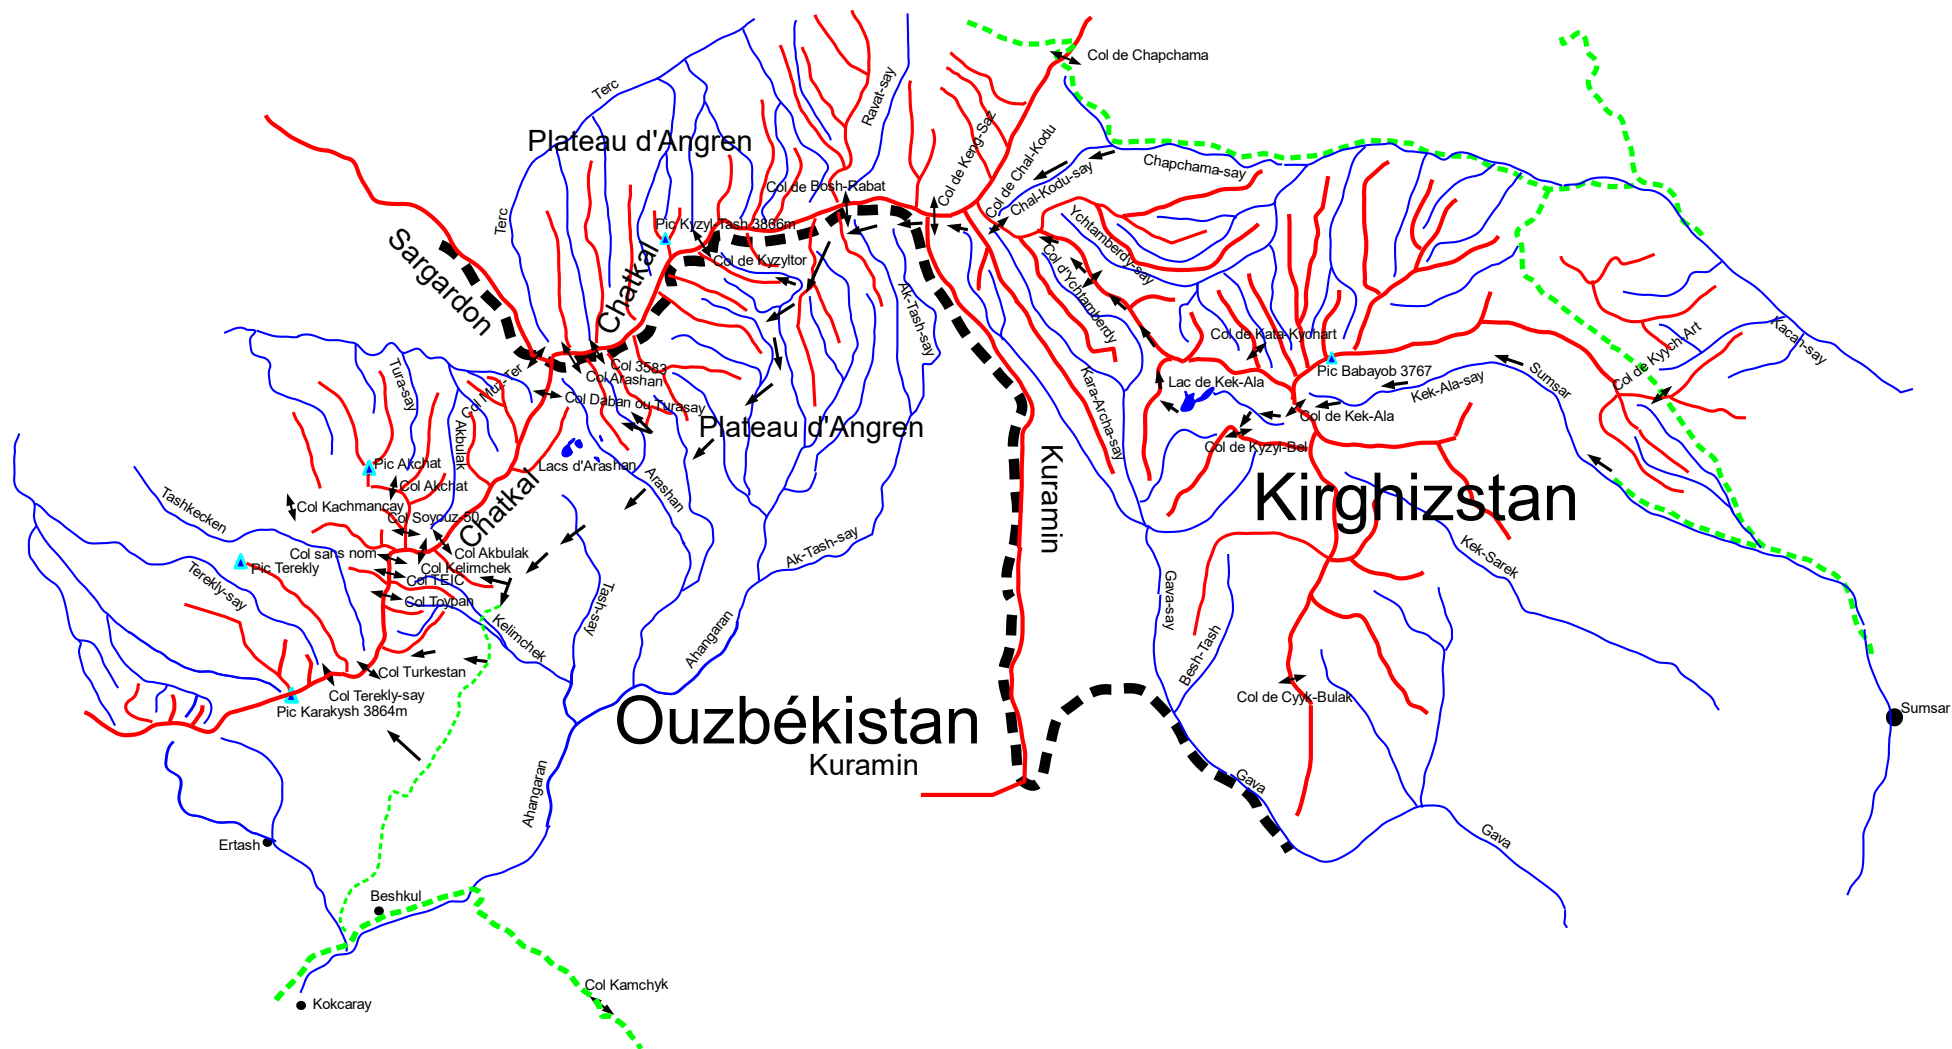 Col de Chapchama
Terc
Ravat-say
Plateau d'Angren
Col de Keng-Saz
Col de Chal-Kodu
Chal-Kodu-say
Chapchama-say
Col de Bosh-Rabat
Terc
Pic Kyzyl-Tash 3866m
Ychtamberdy-say
Sargardon
Chatkal
Col de Kyzyltor
Col d'Ychtamberdy
Ak-Tash-say
Col de Kata-Kyohart
Kacah-say
Col de Kyych-Art
Tura-say
Col Muz-Ter
Col 3583
Col Arashan
Pic Babayob 3767
Lac de Kek-Ala
Kek-Ala-say
Sumsar
Col Daban ou Turasay
Kara-Archa-say
Col de Kek-Ala
Plateau d'Angren
Akbulak
Col de Kyzyl-Bel
Pic Akchat
Lacs d'Arashan
Kuramin
Kirghizstan
Col Akchat
Arashan
Tashkecken
Col Kachmancay
Col Soyouz-50
Chatkal
Col sans nom
Col Akbulak
Ak-Tash-say
Kek-Sarek
Pic Terekly
Col Kelimchek
Col TEIC
Terekly-say
Col Toypan
Tash-say
Gava-say
Kelimchek
Ahangaran
Besh-Tash
Col Turkestan
Col Terekly-say
Pic Karakysh 3864m
Col de Cyyk-Bulak
Ouzbékistan
Sumsar
Kuramin
Ahangaran
Gava
Gava
Ertash
Beshkul
Col Kamchyk
Kokcaray